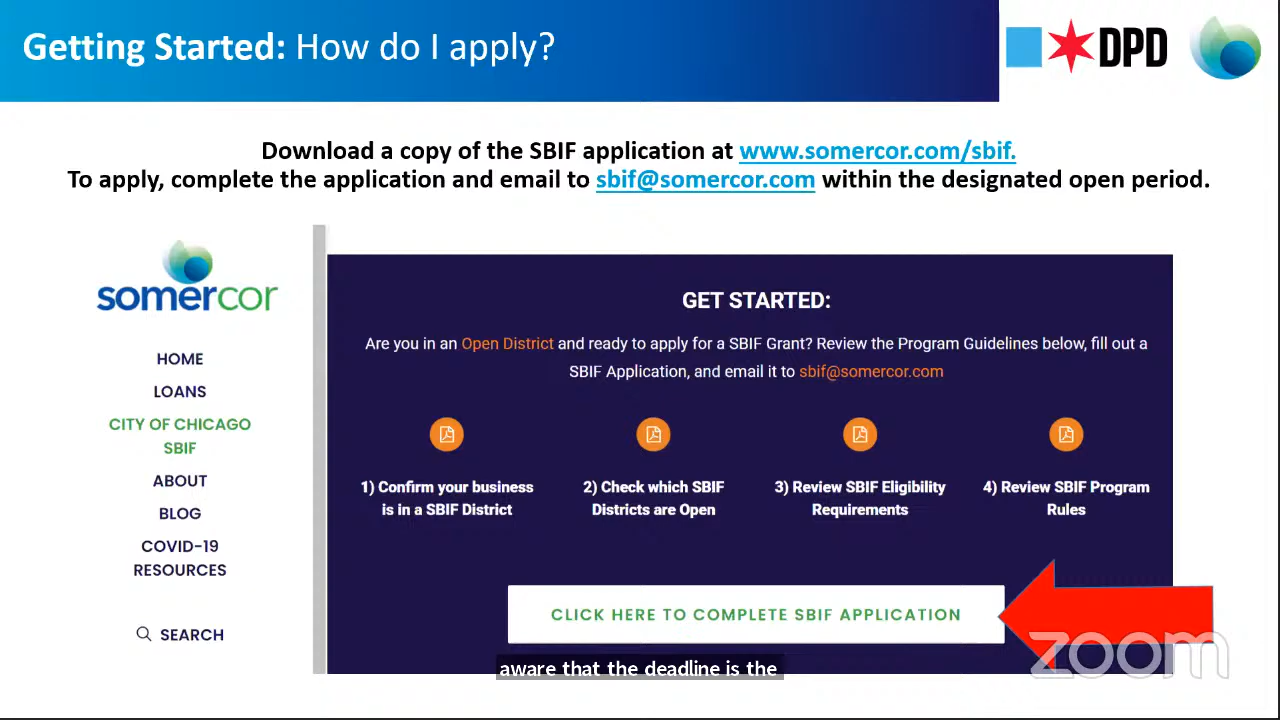 Getting Started: How do I apply?
DPD
Download a copy of the SBIF application at www.somercor.com/sbif.
To apply, complete the application and email to sbif@somercor.com within the designated open period.
somercor
HOME
LOANS
CITY OF CHICAGO
SBIF
ABOUT
BLOG
COVID-19
RESOURCES
SEARCH
GET STARTED:
Are you in an Open District and ready to apply for a SBIF Grant? Review the Program Guidelines below, fill out a
SBIF Application, and email it to sbif@somercor.com
1) Confirm your business
is in a SBIF District
2) Check which SBIF
Districts are Open
3) Review SBIF Eligibility
Requirements
4) Review SBIF Program
Rules
CLICK HERE TO COMPLETE SBIF APPLICATION
zoom
aware that the deadline is the